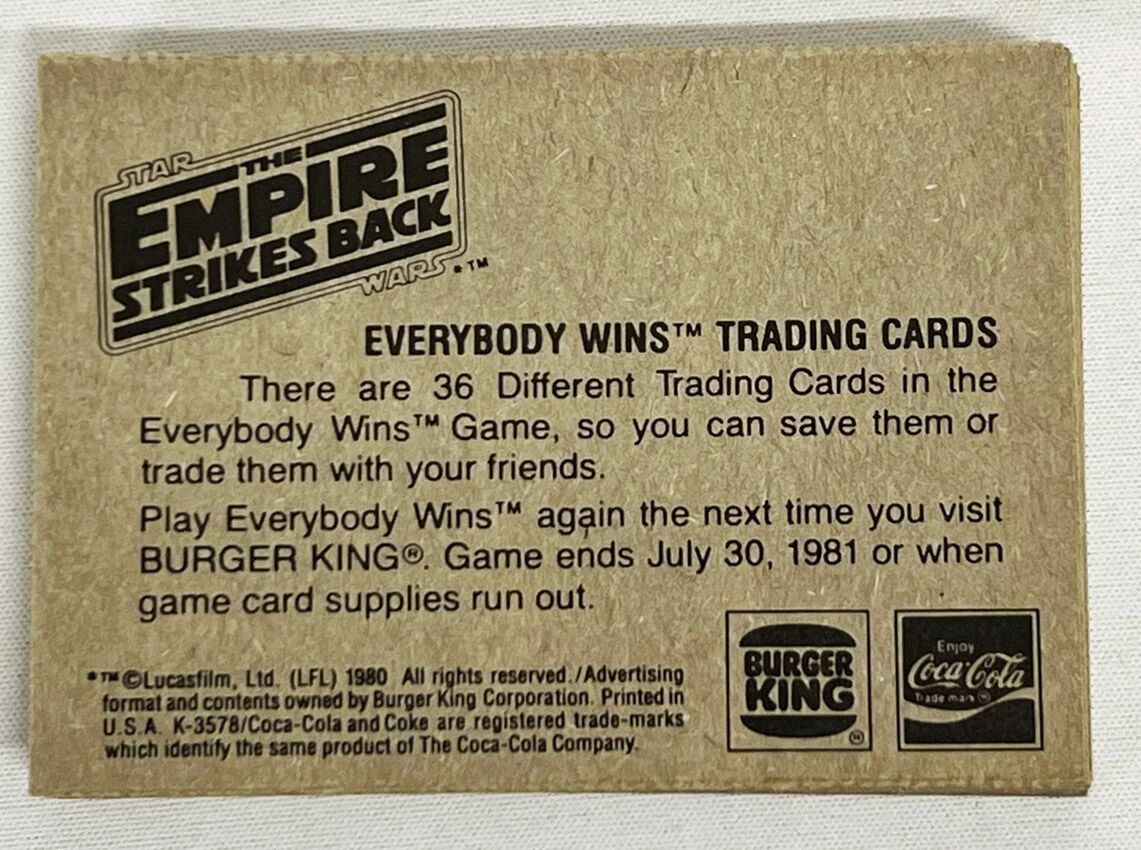 STAR
THE
EMPIRE
STRIKES BACK
WARS *™
EVERYBODY WINS™ TRADING CARDS
There are 36 Different Trading Cards in the
Everybody Wins™ Game, so you can save them or
trade them with your friends.
Play Everybody Wins™ again the next time you visit
BURGER KING®. Game ends July 30, 1981 or when
game card supplies run out.
*™©Lucasfilm, Ltd. (LFL) 1980 All rights reserved./Advertising
format and contents owned by Burger King Corporation. Printed in
U.S.A. K-3578/Coca-Cola and Coke are registered trade-marks
which identify the same product of The Coca-Cola Company.
BURGER
KING
®
Enjoy
Coca-Cola
Trade mark ®